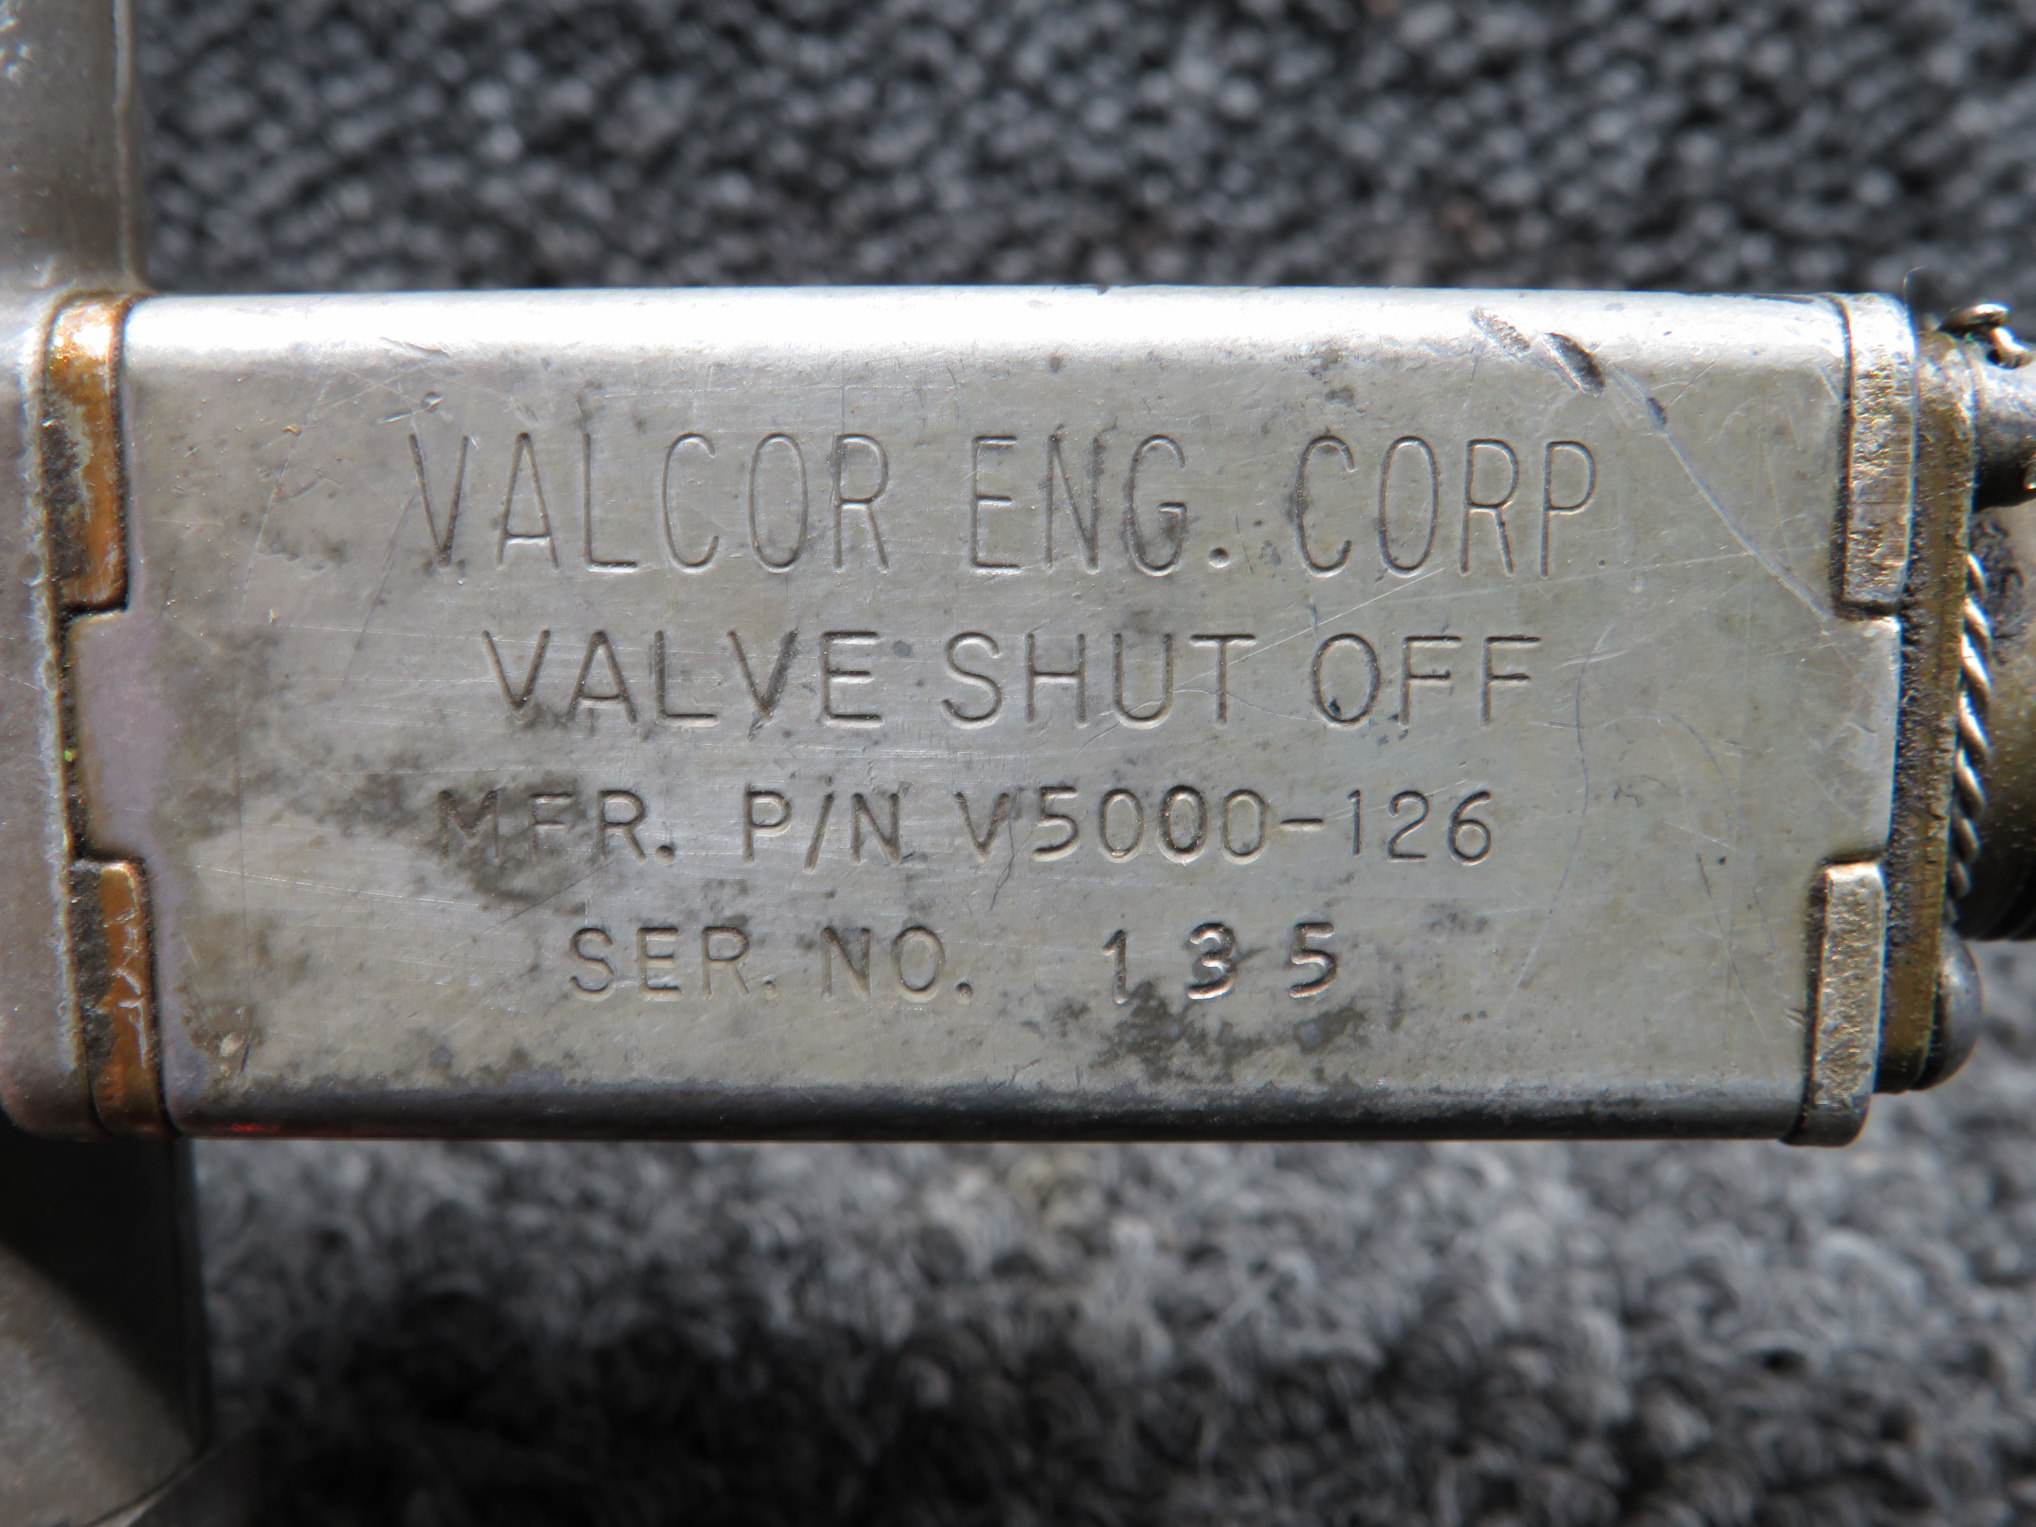 VALCOR ENG. CORP.
VALVE SHUT OFF
MFR. P/N V5000-126
SER. NO. 135